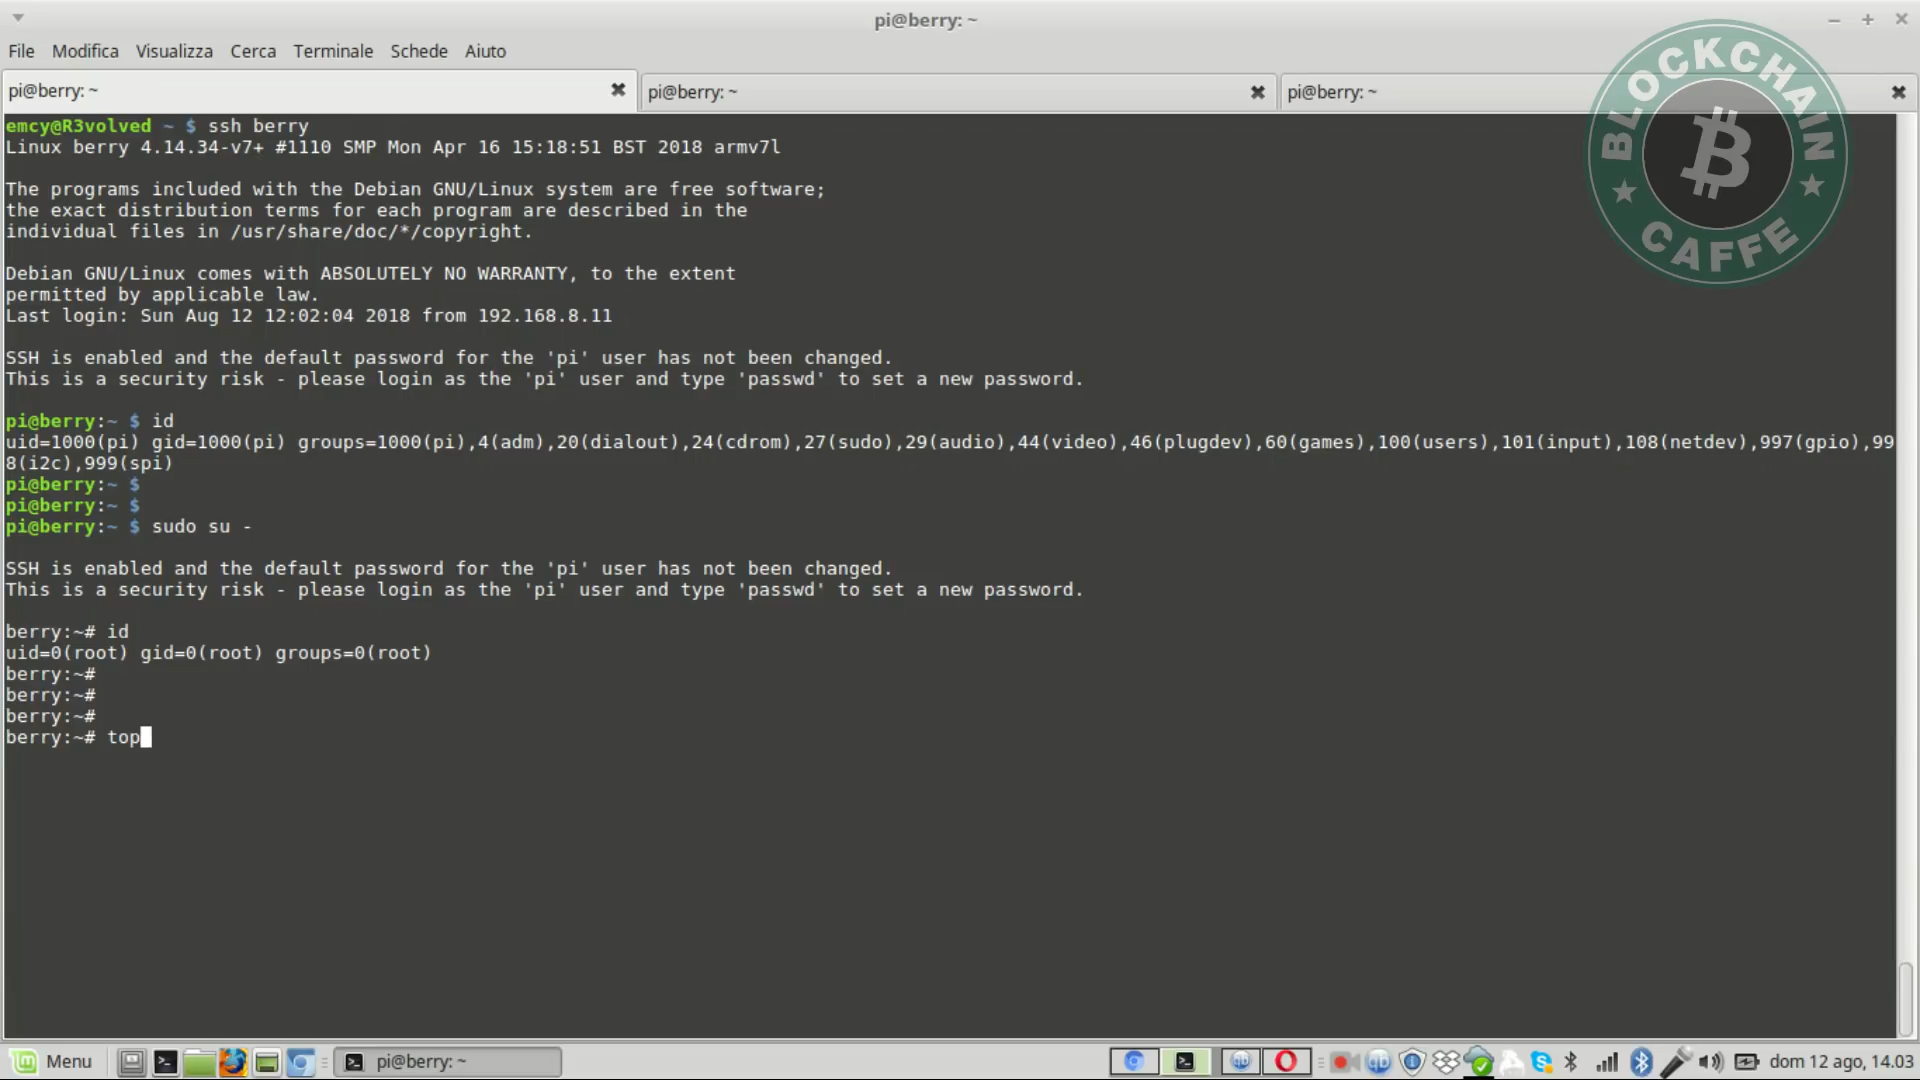 pi@berry: ~
File Modifica Visualizza Cerca Terminale Schede Aiuto
pi@berry: ~ pi@berry: ~ pi@berry: ~
BLOCKCHAIN
CAFFE
emcy@R3volved ~ $ ssh berry
Linux berry 4.14.34-v7+ #1110 SMP Mon Apr 16 15:18:51 BST 2018 armv7l
The programs included with the Debian GNU/Linux system are free software;
the exact distribution terms for each program are described in the
individual files in /usr/share/doc/*/copyright.
Debian GNU/Linux comes with ABSOLUTELY NO WARRANTY, to the extent
permitted by applicable law.
Last login: Sun Aug 12 12:02:04 2018 from 192.168.8.11
SSH is enabled and the default password for the 'pi' user has not been changed.
This is a security risk - please login as the 'pi' user and type 'passwd' to set a new password.
pi@berry:~ $ id
uid=1000(pi) gid=1000(pi) groups=1000(pi),4(adm),20(dialout),24(cdrom),27(sudo),29(audio),44(video),46(plugdev),60(games),100(users),101(input),108(netdev),997(gpio),99
8(i2c),999(spi)
pi@berry:~ $
pi@berry:~ $
pi@berry:~ $ sudo su -
SSH is enabled and the default password for the 'pi' user has not been changed.
This is a security risk - please login as the 'pi' user and type 'passwd' to set a new password.
berry:~# id
uid=0(root) gid=0(root) groups=0(root)
berry:~#
berry:~#
berry:~#
berry:~# top
Menu pi@berry: ~ dom 12 ago, 14.03